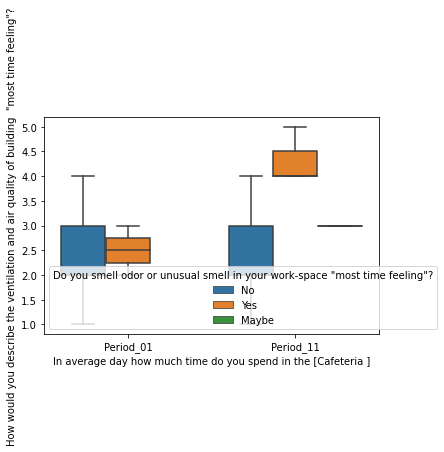 How would you describe the ventilation and air quality of building  "most time feeling"?
5.0
4.5
4.0
3.5
3.0
2.5
2.0
1.5
1.0
Do you smell odor or unusual smell in your work-space "most time feeling"?
No
Yes
Maybe
Period_01
Period_11
In average day how much time do you spend in the [Cafeteria ]